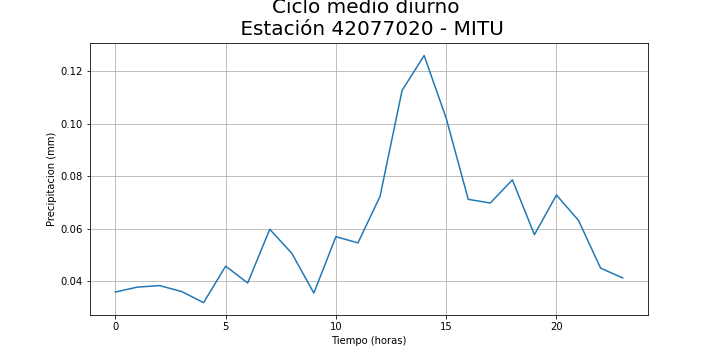 Ciclo medio diurno
Estación 42077020 - MITU
0.12
0.10
0.08
0.06
0.04
Precipitacion (mm)
0 5 10 15 20
Tiempo (horas)